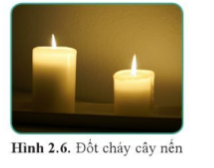 Hình 2.6. Đốt cháy cây nến